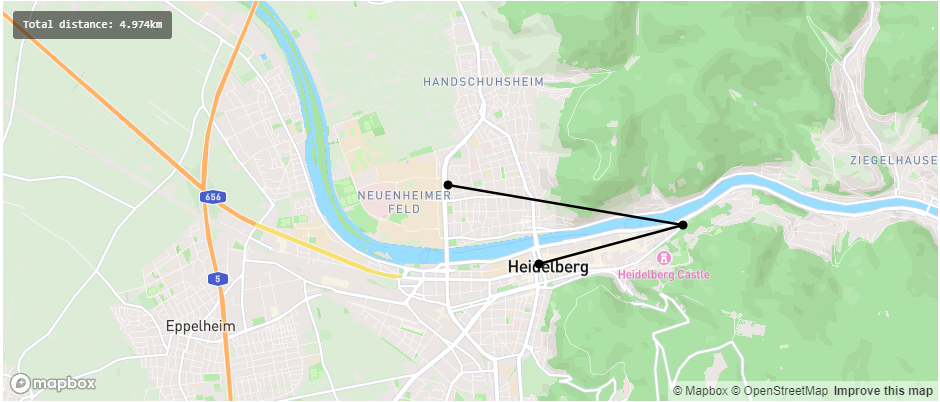 Total distance: 4.974km
HANDSCHUHSHEIM
ZIEGELHAUSE
656
NEUENHEIMER
FELD
Heidelberg
5
Heidelberg Castle
Eppelheim
mapbox
© Mapbox © OpenStreetMap Improve this map